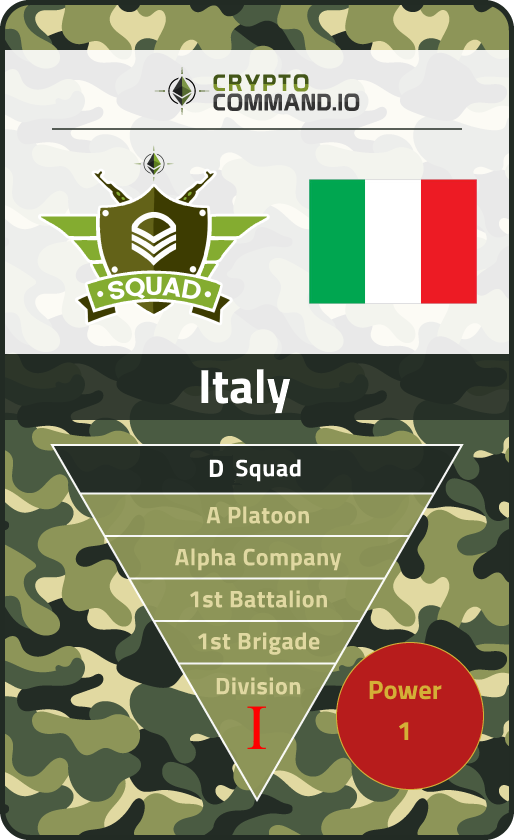 CRYPTO
COMMAND.IO
SQUAD
Italy
D Squad
A Platoon
Alpha Company
1st Battalion
1st Brigade
Division
I
Power
1